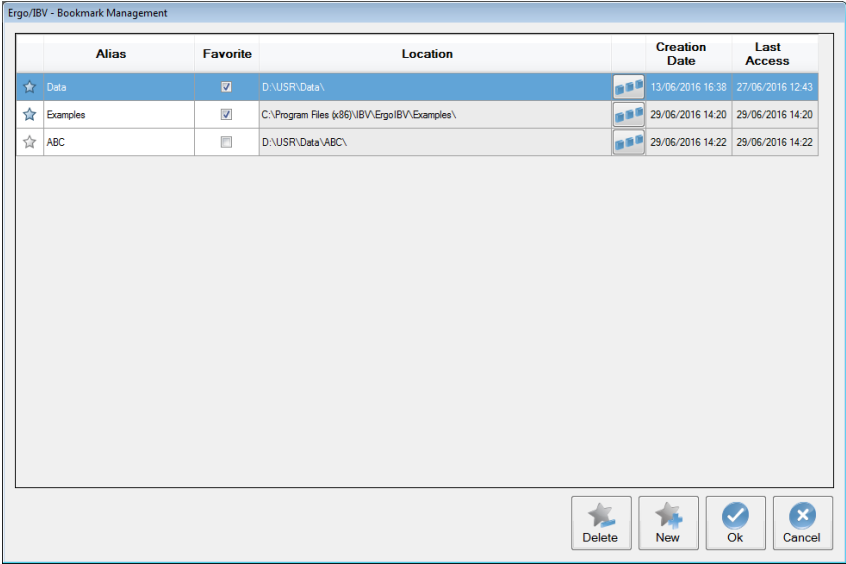 Ergo/IBV - Bookmark Management
Alias Favorite Location Creation Date Last Access
Data D:\USR\Data\ 13/06/2016 16:38 27/06/2016 12:43
Examples C:\Program Files (x86)\IBV\ErgoIBV\Examples\ 29/06/2016 14:20 29/06/2016 14:20
ABC D:\USR\Data\ABC\ 29/06/2016 14:22 29/06/2016 14:22
Delete New Ok Cancel